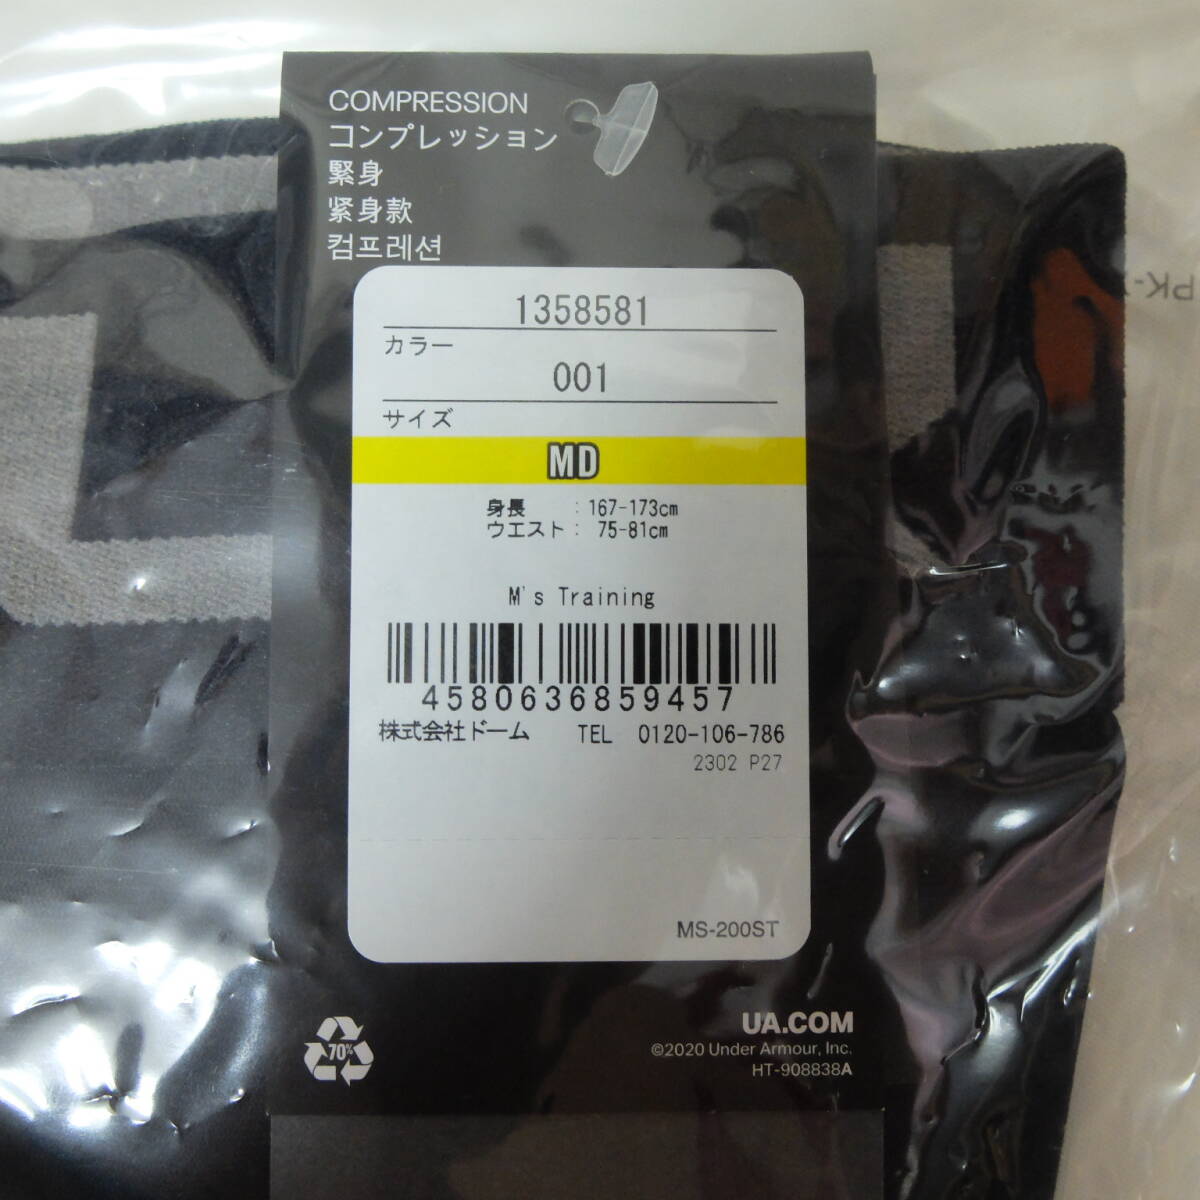 COMPRESSION
コンプレッション
緊身
紧身款
컴프레션
1358581
カラー
001
サイズ
MD
身長 : 167-173cm
ウエスト : 75-81cm
M's Training
4580636859457
株式会社ドーム TEL 0120-106-786
2302 P27
MS-200ST
70%
UA.COM
©2020 Under Armour, Inc.
HT-908838A
PK-